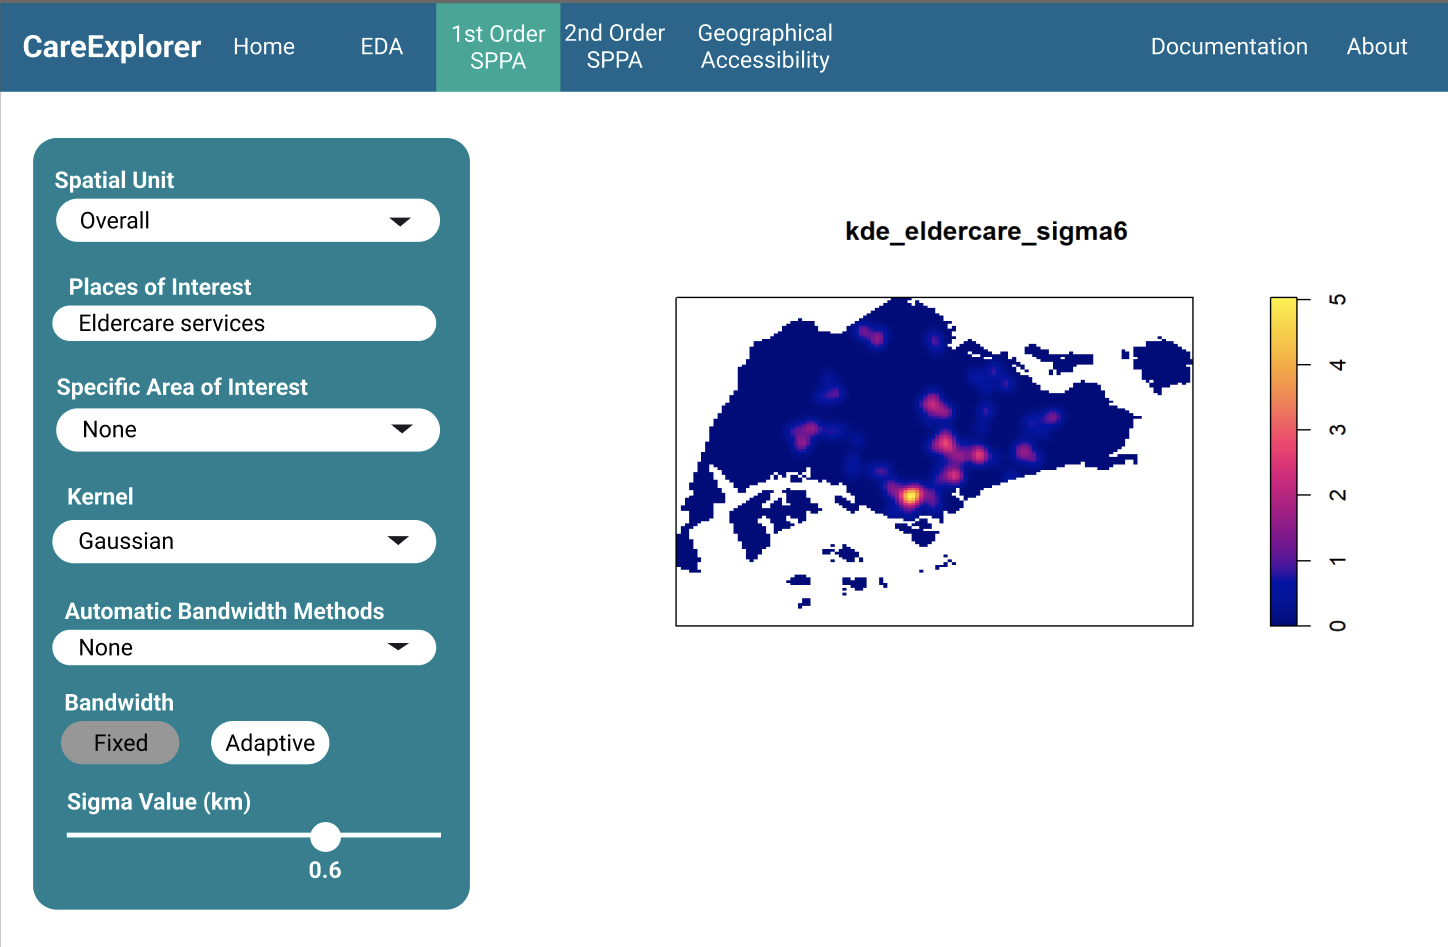 CareExplorer
Home
EDA
1st Order
SPPA
2nd Order
SPPA
Geographical
Accessibility
Documentation
About
Spatial Unit
Overall
Places of Interest
Eldercare services
Specific Area of Interest
None
Kernel
Gaussian
Automatic Bandwidth Methods
None
Bandwidth
Fixed
Adaptive
Sigma Value (km)
0.6
kde_eldercare_sigma6
5
4
3
2
1
0